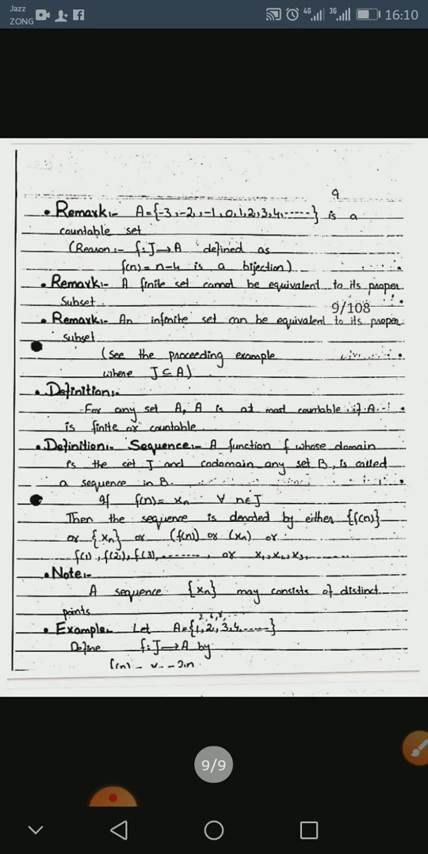 Jazz
ZONG
4G 3G 16:10
9
• Remark:- A={-3,-2,-1,0,1,2,3,4,-----} is a
countable set
(Reason:- f:J→A defined as
f(n)=n-4 is a bijection)
• Remark:- A finite set cannot be equivalent to its proper
subset
9/108
• Remark:- An infinite set can be equivalent to its proper
subset
(See the proceeding example
where J⊂A)
• Definition:-
For any set A, A is at most countable if A
is finite or countable
• Definition: Sequence:- A function f whose domain
is the set J and codomain any set B, is called
a sequence in B.
If f(n)= xn ∀ n∈J
Then the sequence is denoted by either {f(n)}
or {xn} or (f(n)) or (xn) or
f(1), f(2), f(3),-------, or x1,x2,x3,
• Note:-
A sequence {xn} may consists of distinct
points
• Example:- Let A={1,2,3,4-----}
Define f:J→A by
f(n) = xn = 2n
9/9